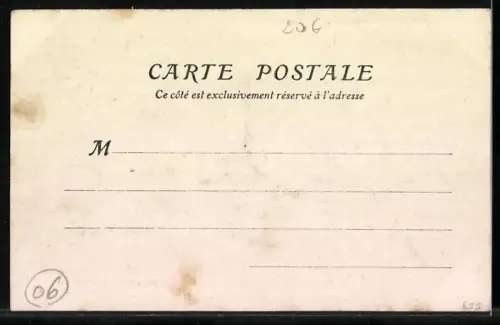 206
CARTE POSTALE
Ce côté est exclusivement réservé à l'adresse
M
06